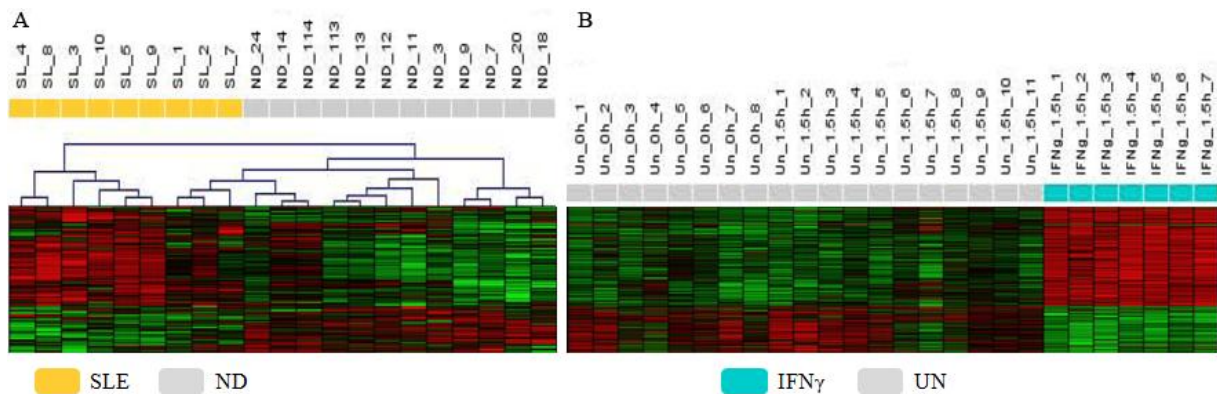 A
SL_4
SL_8
SL_3
SL_10
SL_5
SL_9
SL_1
SL_2
SL_7
ND_24
ND_14
ND_114
ND_113
ND_13
ND_12
ND_11
ND_3
ND_9
ND_7
ND_20
ND_18
SLE
ND
B
Un_0h_1
Un_0h_2
Un_0h_3
Un_0h_4
Un_0h_5
Un_0h_6
Un_0h_7
Un_0h_8
Un_1.5h_1
Un_1.5h_2
Un_1.5h_3
Un_1.5h_4
Un_1.5h_5
Un_1.5h_6
Un_1.5h_7
Un_1.5h_8
Un_1.5h_9
Un_1.5h_10
Un_1.5h_11
IFNg_1.5h_1
IFNg_1.5h_2
IFNg_1.5h_3
IFNg_1.5h_4
IFNg_1.5h_5
IFNg_1.5h_6
IFNg_1.5h_7
IFNγ
UN